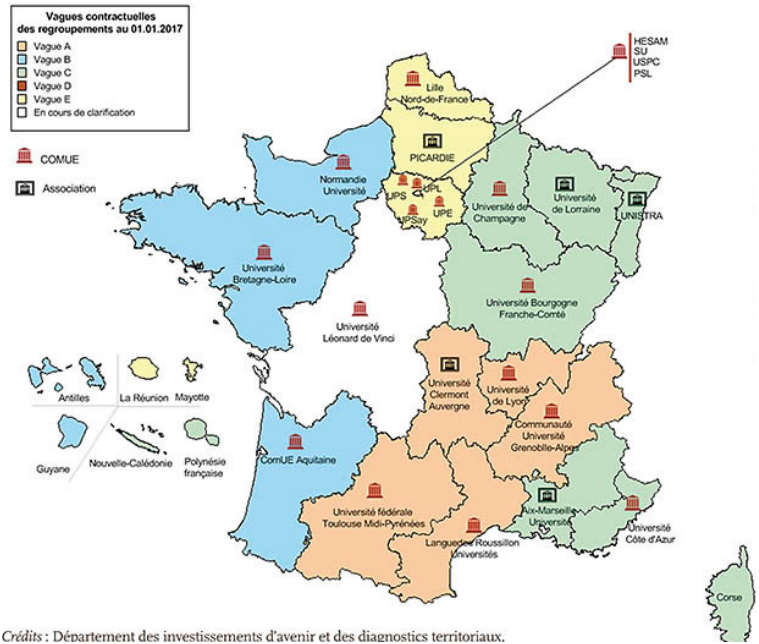 Vagues contractuelles
des regroupements au 01.01.2017
Vague A
Vague B
Vague C
Vague D
Vague E
En cours de clarification
COMUE
Association
HESAM
SU
USPC
PSL
Lille
Nord-de-France
PICARDIE
Normandie
Université
UPS
UPL
UPSay
UPE
Université de
Champagne
Université
de Lorraine
UNISTRA
Université
Bretagne-Loire
Université Bourgogne
Franche-Comté
Université
Léonard de Vinci
Université
Clermont
Auvergne
Université
de Lyon
Communauté
Université
Grenoblle-Alpes
Antilles
La Réunion
Mayotte
Guyane
Nouvelle-Calédonie
Polynésie
française
ComUE Aquitaine
Université fédérale
Toulouse Midi-Pyrénées
Languedoc Roussillon
Universités
Aix-Marseille
Université
Université
Côte d'Azur
Corse
Crédits : Département des investissements d'avenir et des diagnostics territoriaux.